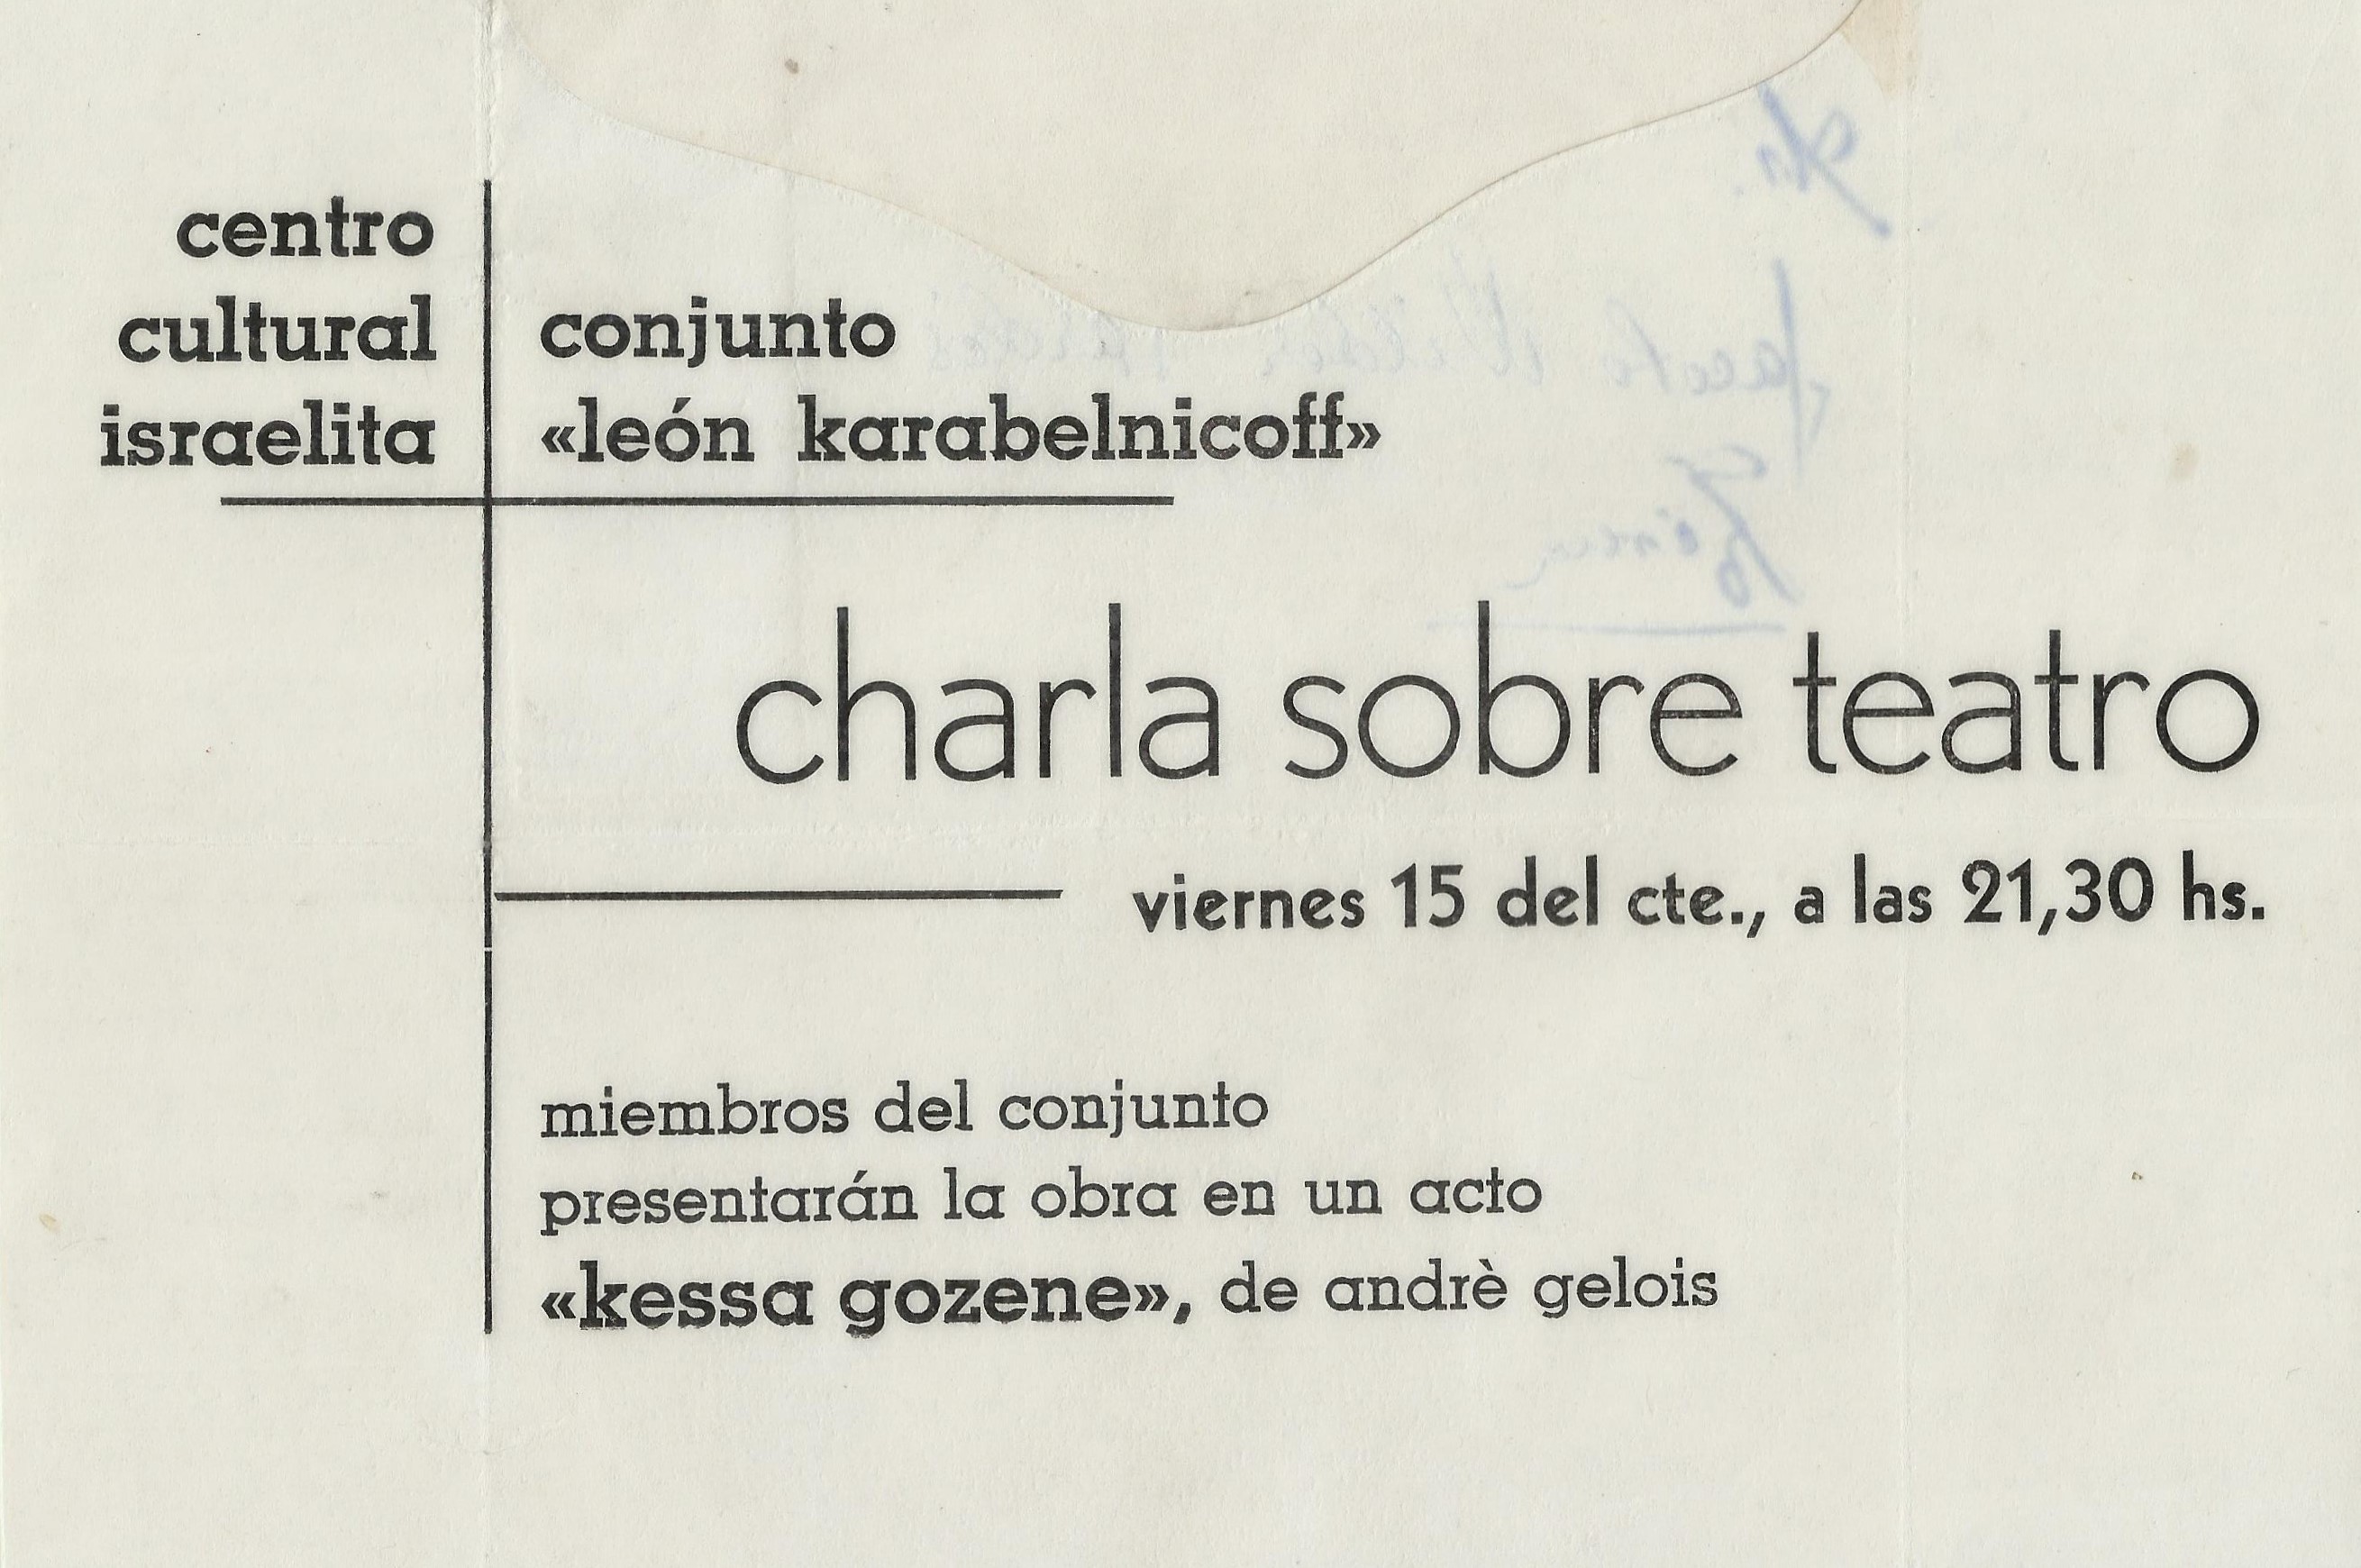 centro
cultural
israelita
conjunto
«león karabelnicoff»
charla sobre teatro
viernes 15 del cte., a las 21,30 hs.
miembros del conjunto
presentarán la obra en un acto
«kessa gozene», de andrè gelois